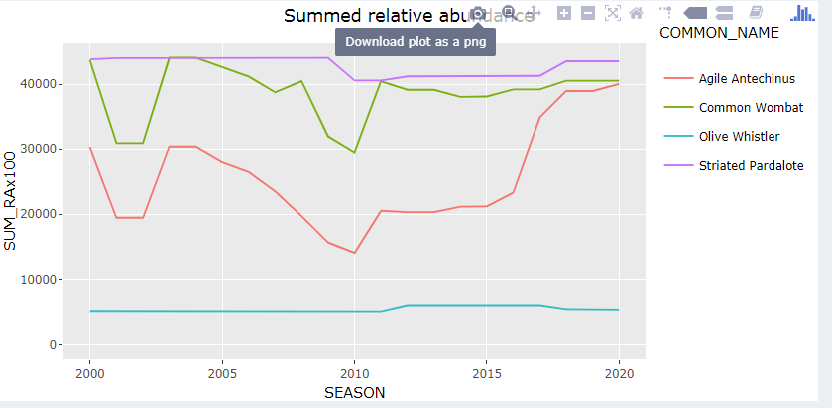 Summed relative abundance
Download plot as a png
COMMON_NAME
Agile Antechinus
Common Wombat
Olive Whistler
Striated Pardalote
SUM_RAx100
40000
30000
20000
10000
0
2000
2005
2010
2015
2020
SEASON